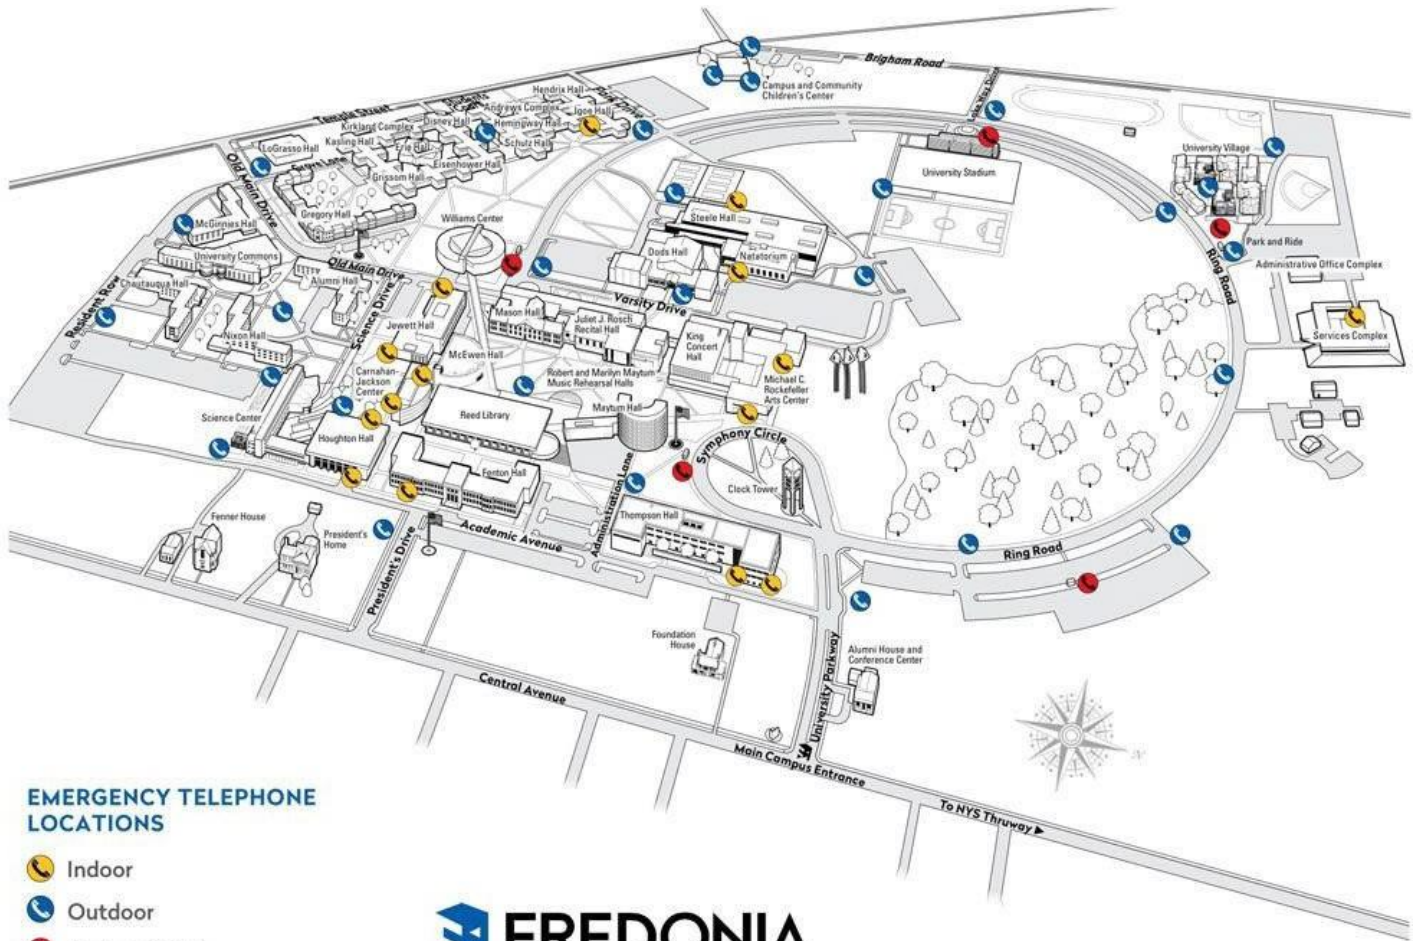 Brigham Road
Campus and Community
Children's Center
Hendrix Hall
Andrews Complex
Igoe Hall
Temple Street
Kirkland Complex
Disney Hall
Hemingway Hall
University Village
LoGrasso Hall
Kasling Hall
Erie Hall
Schulz Hall
Eisenhower Hall
University Stadium
Old Main Drive
Grissom Hall
Gregory Hall
Williams Center
Steele Hall
McGinnies Hall
Park and Ride
University Commons
Dods Hall
Natatorium
Ring Road
Administrative Office Complex
Old Main Drive
Chautauqua Hall
Alumni Hall
Varsity Drive
Resident Row
Science Drive
Mason Hall
Juliet J. Rosch
Recital Hall
Jewett Hall
King
Concert
Hall
Services Complex
Nixon Hall
McEwen Hall
Carnahan-
Jackson
Center
Robert and Marilyn Maytum
Music Rehearsal Halls
Michael C.
Rockefeller
Arts Center
Maytum Hall
Reed Library
Science Center
Houghton Hall
Symphony Circle
Fenton Hall
Clock Tower
Administration Lane
Fenner House
President's
Home
Thompson Hall
Academic Avenue
President's Drive
Ring Road
Foundation
House
Alumni House and
Conference Center
University Parkway
Central Avenue
Main Campus Entrance
To NYS Thruway
N
EMERGENCY TELEPHONE
LOCATIONS
Indoor
Outdoor
FREDONIA